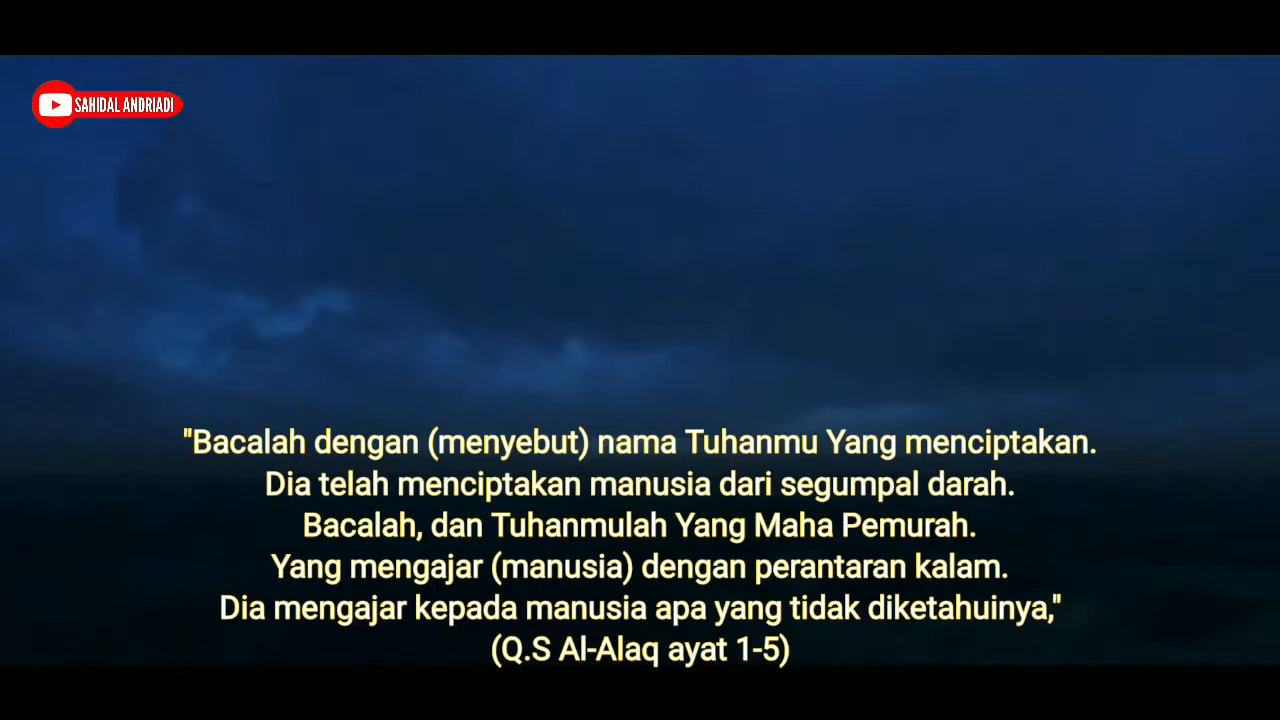 SAHIDAL ANDRIADI
"Bacalah dengan (menyebut) nama Tuhanmu Yang menciptakan.
Dia telah menciptakan manusia dari segumpal darah.
Bacalah, dan Tuhanmulah Yang Maha Pemurah.
Yang mengajar (manusia) dengan perantaran kalam.
Dia mengajar kepada manusia apa yang tidak diketahuinya,"
(Q.S Al-Alaq ayat 1-5)